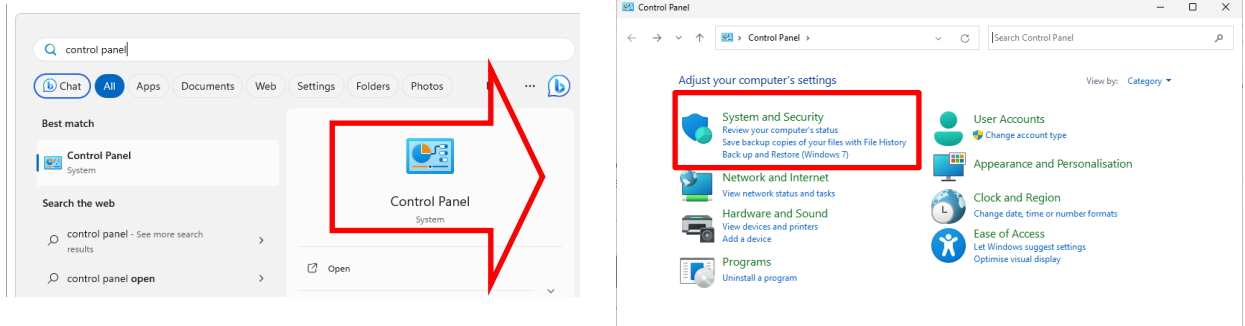 control panel
Chat
All
Apps
Documents
Web
Settings
Folders
Photos
...
Best match
Control Panel
System
Search the web
control panel - See more search
results
control panel open
Control Panel
System
Open
Control Panel
Control Panel
Search Control Panel
Adjust your computer's settings
View by: Category
System and Security
Review your computer's status
Save backup copies of your files with File History
Back up and Restore (Windows 7)
Network and Internet
View network status and tasks
Hardware and Sound
View devices and printers
Add a device
Programs
Uninstall a program
User Accounts
Change account type
Appearance and Personalisation
Clock and Region
Change date, time or number formats
Ease of Access
Let Windows suggest settings
Optimise visual display